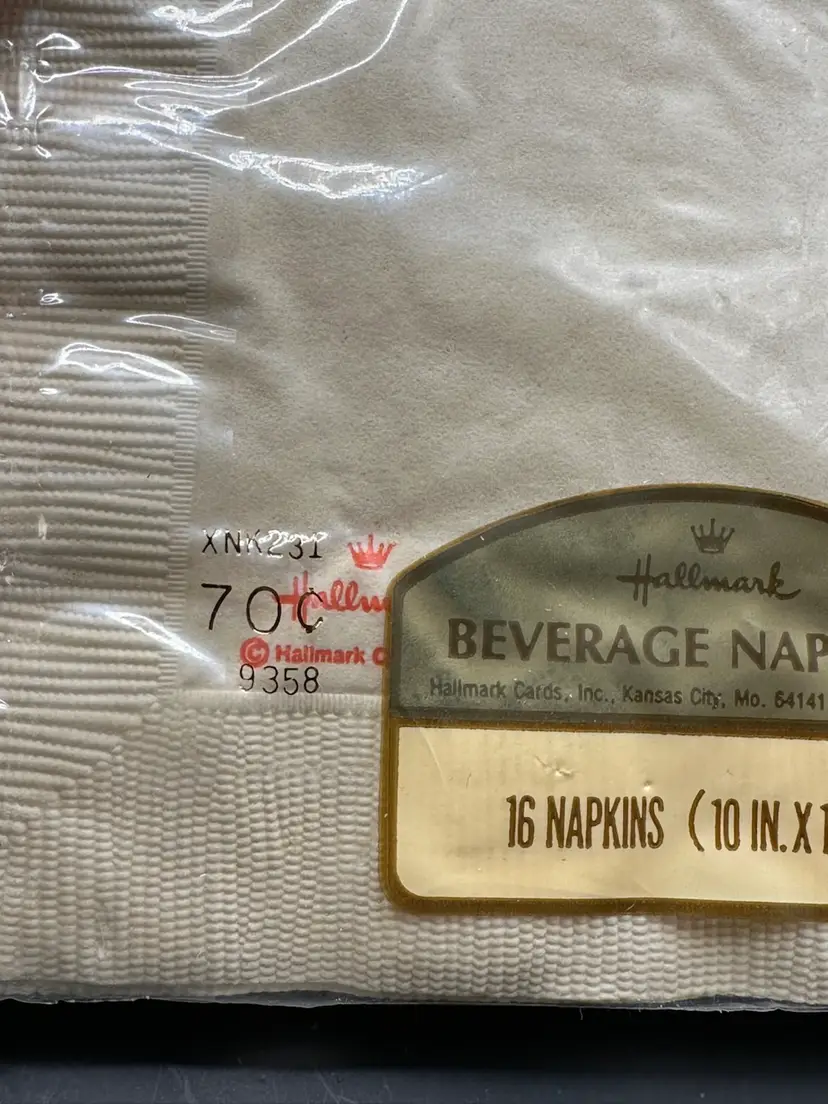 XNK231
Hallm
70¢
© Hallmark C
9358
Hallmark
BEVERAGE NAP
Hallmark Cards, Inc., Kansas City, Mo. 64141
16 NAPKINS (10 IN. X 1